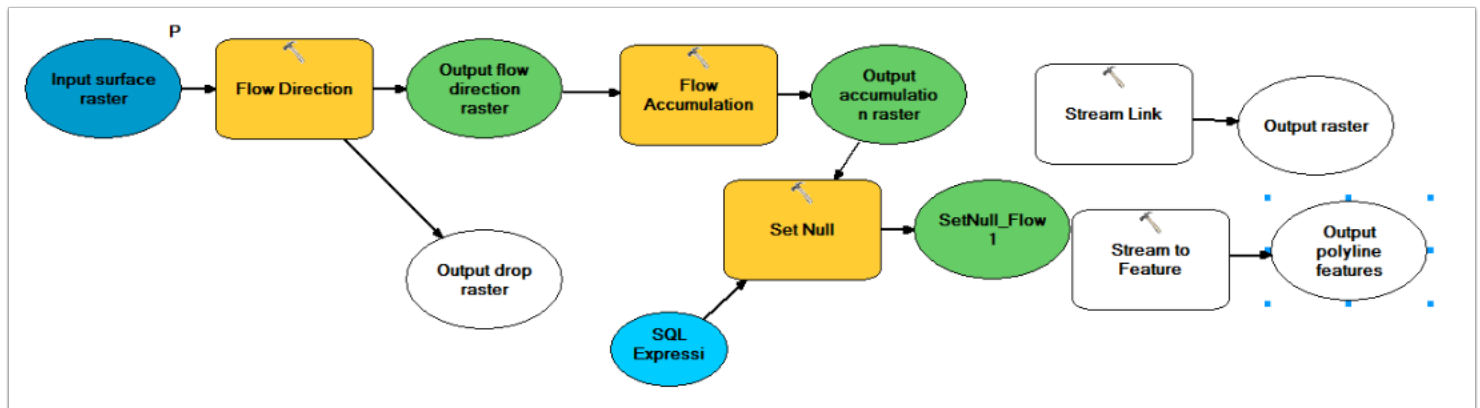 P
Input surface
raster
Flow Direction
Output flow
direction
raster
Flow
Accumulation
Output
accumulatio
n raster
Stream Link
Output raster
Set Null
SetNull_Flow
1
Stream to
Feature
Output
polyline
features
Output drop
raster
SQL
Expressi